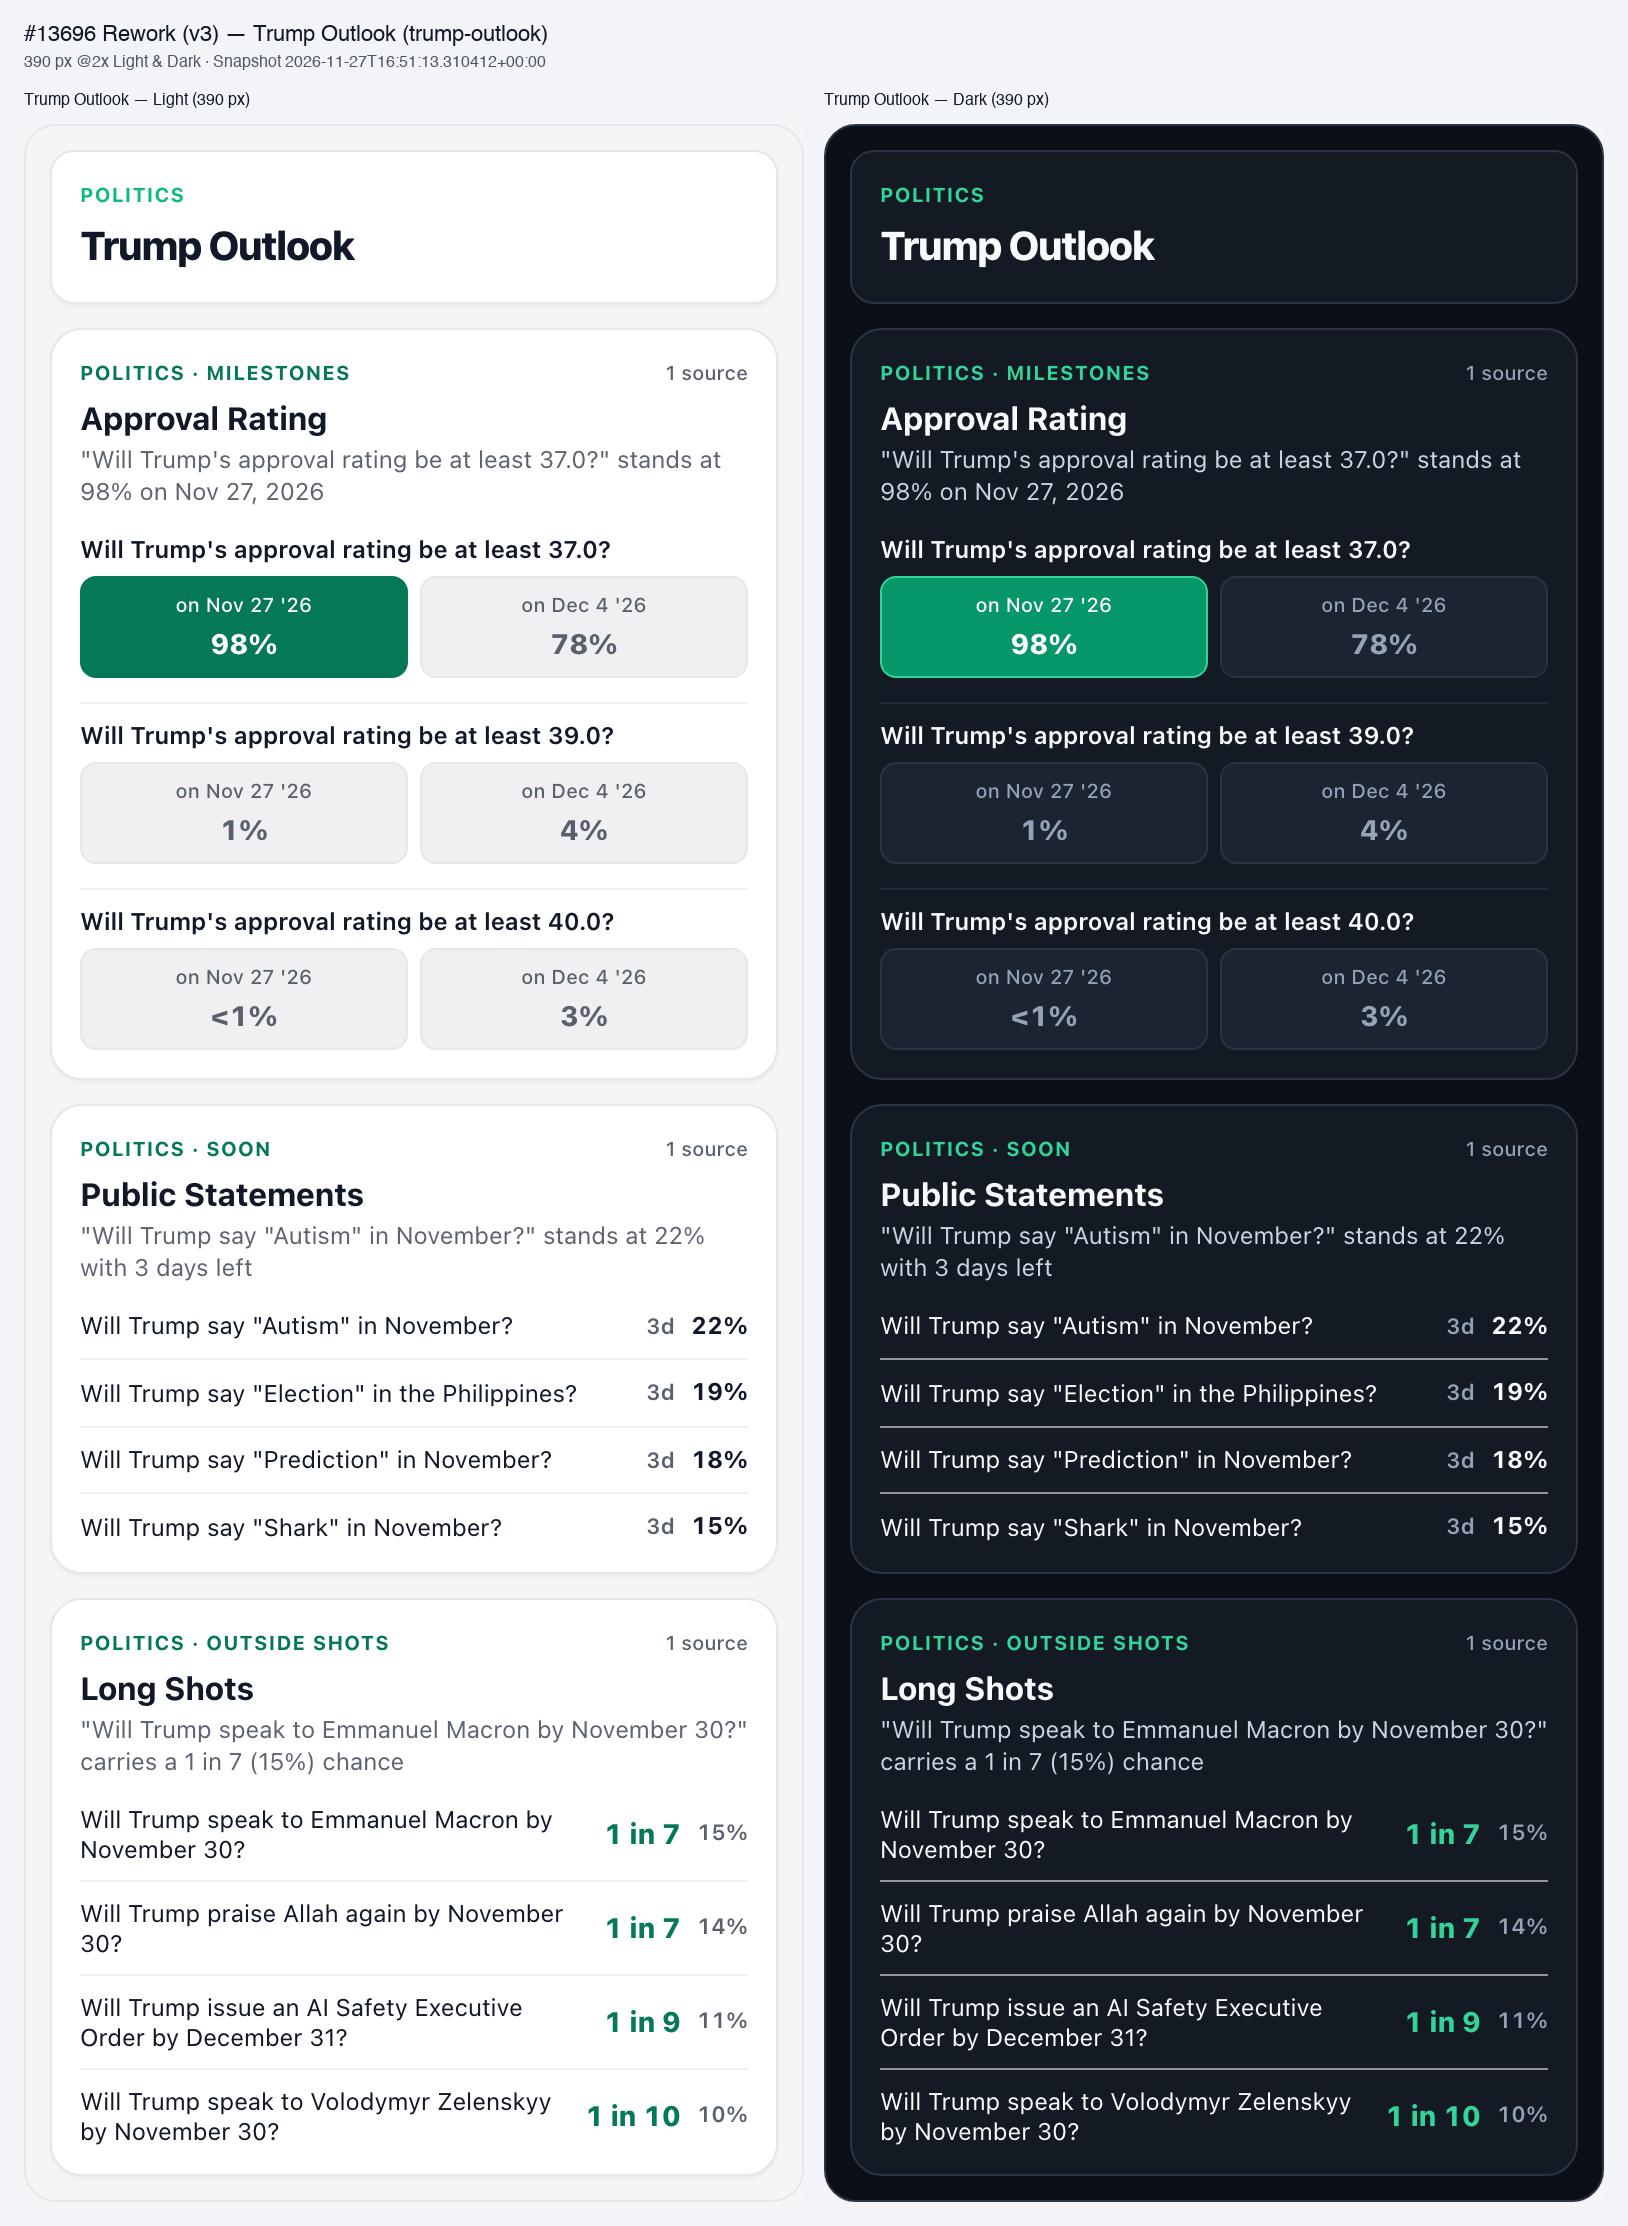 #13696 Rework (v3) — Trump Outlook (trump-outlook)
390 px @2x Light & Dark · Snapshot 2026-11-27T16:51:13.310412+00:00
Trump Outlook — Light (390 px)
POLITICS
Trump Outlook
POLITICS · MILESTONES
1 source
Approval Rating
"Will Trump's approval rating be at least 37.0?" stands at
98% on Nov 27, 2026
Will Trump's approval rating be at least 37.0?
on Nov 27 '26
98%
on Dec 4 '26
78%
Will Trump's approval rating be at least 39.0?
on Nov 27 '26
1%
on Dec 4 '26
4%
Will Trump's approval rating be at least 40.0?
on Nov 27 '26
<1%
on Dec 4 '26
3%
POLITICS · SOON
1 source
Public Statements
"Will Trump say "Autism" in November?" stands at 22%
with 3 days left
Will Trump say "Autism" in November? 3d 22%
Will Trump say "Election" in the Philippines? 3d 19%
Will Trump say "Prediction" in November? 3d 18%
Will Trump say "Shark" in November? 3d 15%
POLITICS · OUTSIDE SHOTS
1 source
Long Shots
"Will Trump speak to Emmanuel Macron by November 30?"
carries a 1 in 7 (15%) chance
Will Trump speak to Emmanuel Macron by
November 30?
1 in 7 15%
Will Trump praise Allah again by November
30?
1 in 7 14%
Will Trump issue an AI Safety Executive
Order by December 31?
1 in 9 11%
Will Trump speak to Volodymyr Zelenskyy
by November 30?
1 in 10 10%
Trump Outlook — Dark (390 px)
POLITICS
Trump Outlook
POLITICS · MILESTONES
1 source
Approval Rating
"Will Trump's approval rating be at least 37.0?" stands at
98% on Nov 27, 2026
Will Trump's approval rating be at least 37.0?
on Nov 27 '26
98%
on Dec 4 '26
78%
Will Trump's approval rating be at least 39.0?
on Nov 27 '26
1%
on Dec 4 '26
4%
Will Trump's approval rating be at least 40.0?
on Nov 27 '26
<1%
on Dec 4 '26
3%
POLITICS · SOON
1 source
Public Statements
"Will Trump say "Autism" in November?" stands at 22%
with 3 days left
Will Trump say "Autism" in November? 3d 22%
Will Trump say "Election" in the Philippines? 3d 19%
Will Trump say "Prediction" in November? 3d 18%
Will Trump say "Shark" in November? 3d 15%
POLITICS · OUTSIDE SHOTS
1 source
Long Shots
"Will Trump speak to Emmanuel Macron by November 30?"
carries a 1 in 7 (15%) chance
Will Trump speak to Emmanuel Macron by
November 30?
1 in 7 15%
Will Trump praise Allah again by November
30?
1 in 7 14%
Will Trump issue an AI Safety Executive
Order by December 31?
1 in 9 11%
Will Trump speak to Volodymyr Zelenskyy
by November 30?
1 in 10 10%